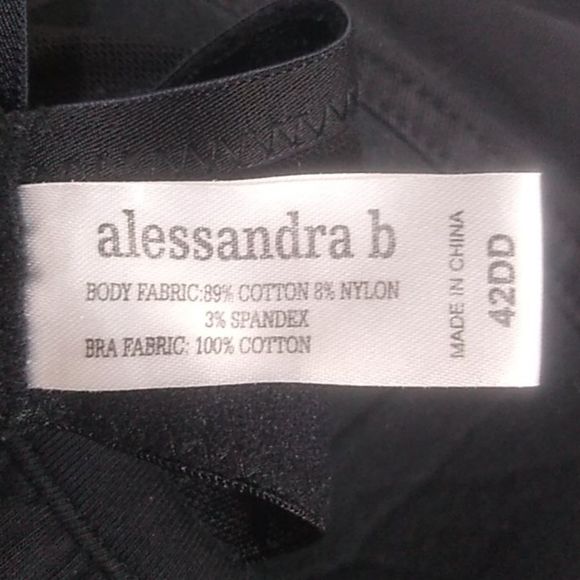 alessandra b
BODY FABRIC:89% COTTON 8% NYLON
3% SPANDEX
BRA FABRIC: 100% COTTON
MADE IN CHINA
42DD